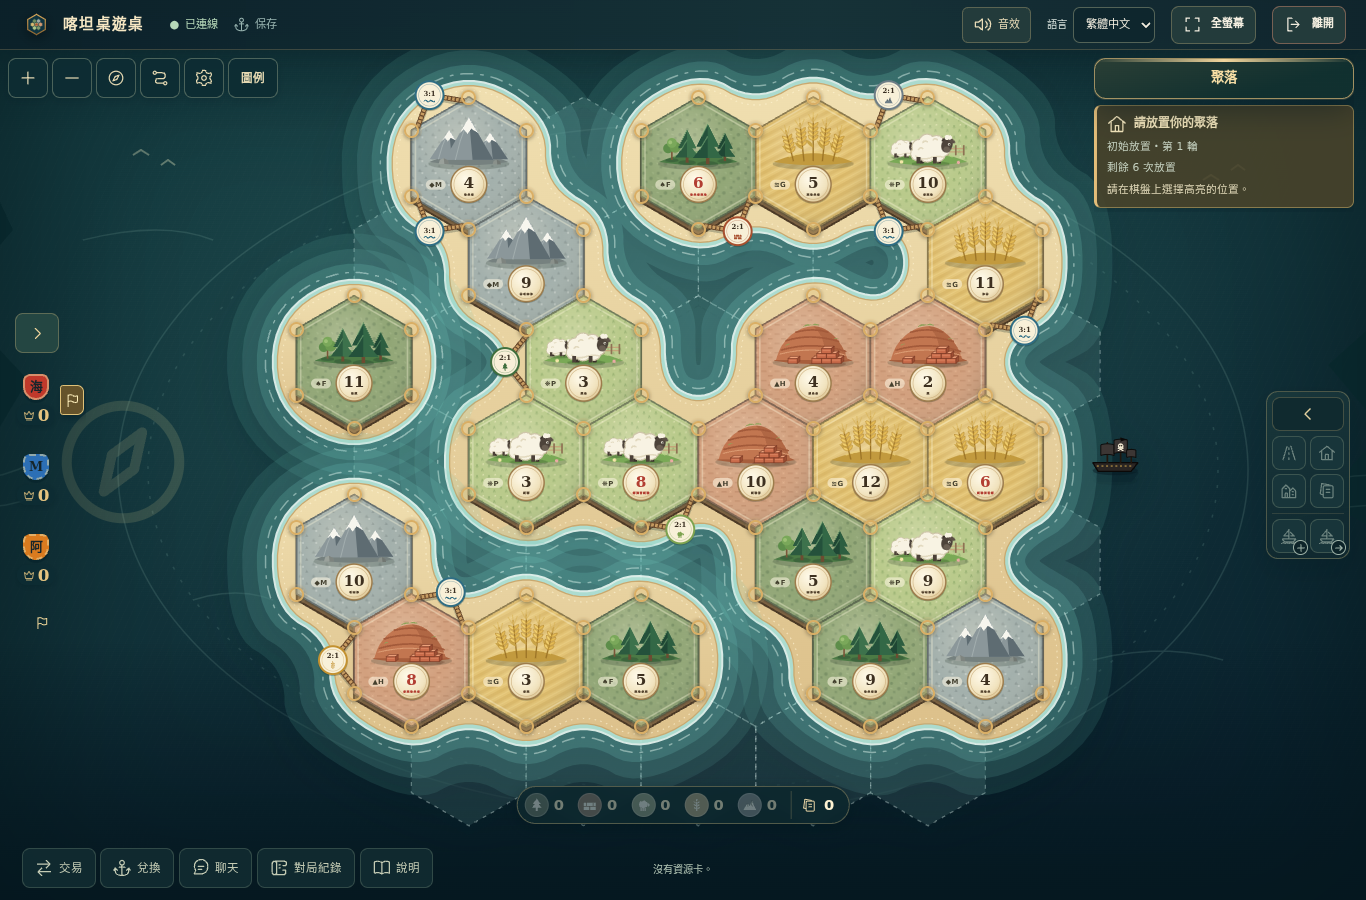 喀坦桌遊桌
已連線
保存
音效
語言
繁體中文
全螢幕
離開
圖例
聚落
請放置你的聚落
初始放置・第 1 輪
剩餘 6 次放置
請在棋盤上選擇高亮的位置。
3:1
2:1
M
4
F
6
G
5
P
10
3:1
2:1
3:1
M
9
G
11
3:1
F
11
2:1
P
3
H
4
H
2
P
3
P
8
H
10
G
12
G
6
2:1
M
10
F
5
P
9
3:1
2:1
H
8
G
3
F
5
F
9
M
4
海
0
M
0
阿
0
0
0
0
0
0
0
交易
兌換
聊天
對局紀錄
說明
沒有資源卡。